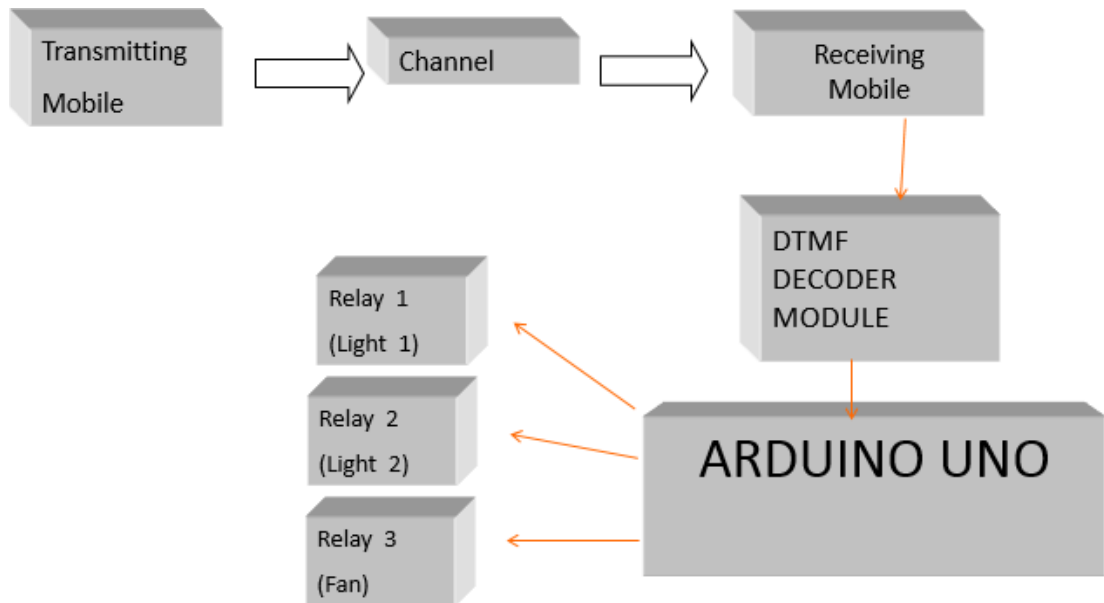 Transmitting
Mobile
Channel
Receiving
Mobile
DTMF
DECODER
MODULE
Relay 1
(Light 1)
Relay 2
(Light 2)
Relay 3
(Fan)
ARDUINO UNO